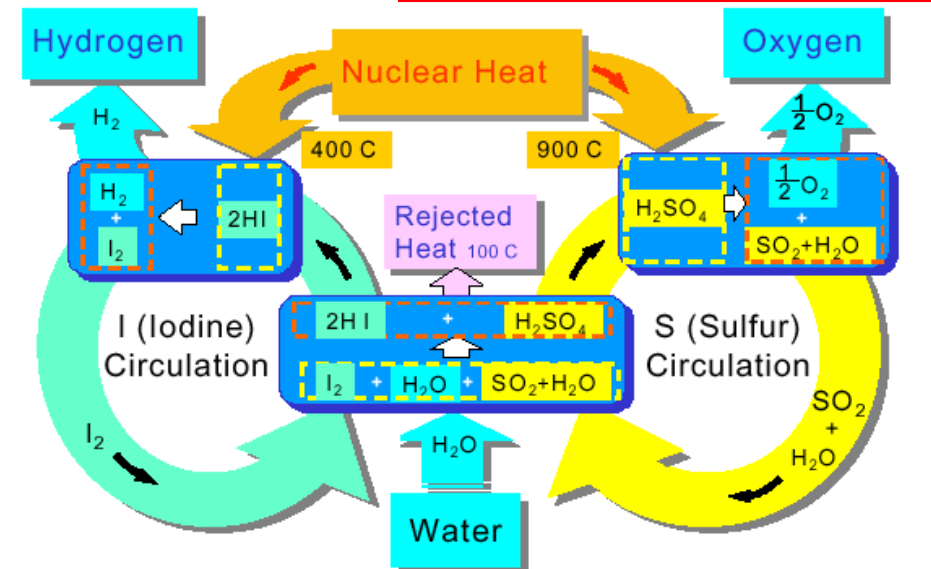 Hydrogen
Nuclear Heat
Oxygen
H₂
½O₂
400 C
900 C
H₂
+
I₂
2HI
H₂SO₄
½O₂
+
SO₂+H₂O
Rejected
Heat 100 C
I (Iodine)
Circulation
2H I + H₂SO₄
I₂ + H₂O + SO₂+H₂O
S (Sulfur)
Circulation
I₂
H₂O
SO₂
+
H₂O
Water